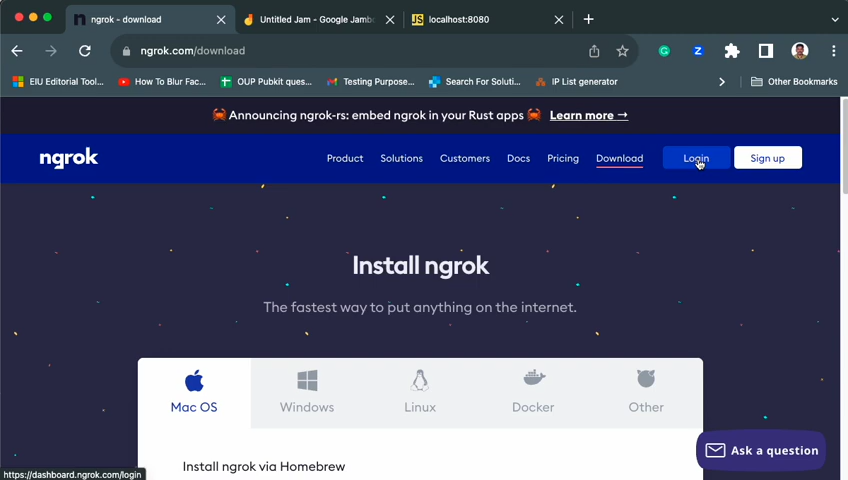 ngrok - download
Untitled Jam - Google Jambo
JS localhost:8080
ngrok.com/download
EIU Editorial Tool...
How To Blur Fac...
OUP Pubkit ques...
Testing Purpose...
Search For Soluti...
IP List generator
Other Bookmarks
Announcing ngrok-rs: embed ngrok in your Rust apps
Learn more →
ngrok
Product
Solutions
Customers
Docs
Pricing
Download
Login
Sign up
Install ngrok
The fastest way to put anything on the internet.
Mac OS
Windows
Linux
Docker
Other
Ask a question
Install ngrok via Homebrew
https://dashboard.ngrok.com/login